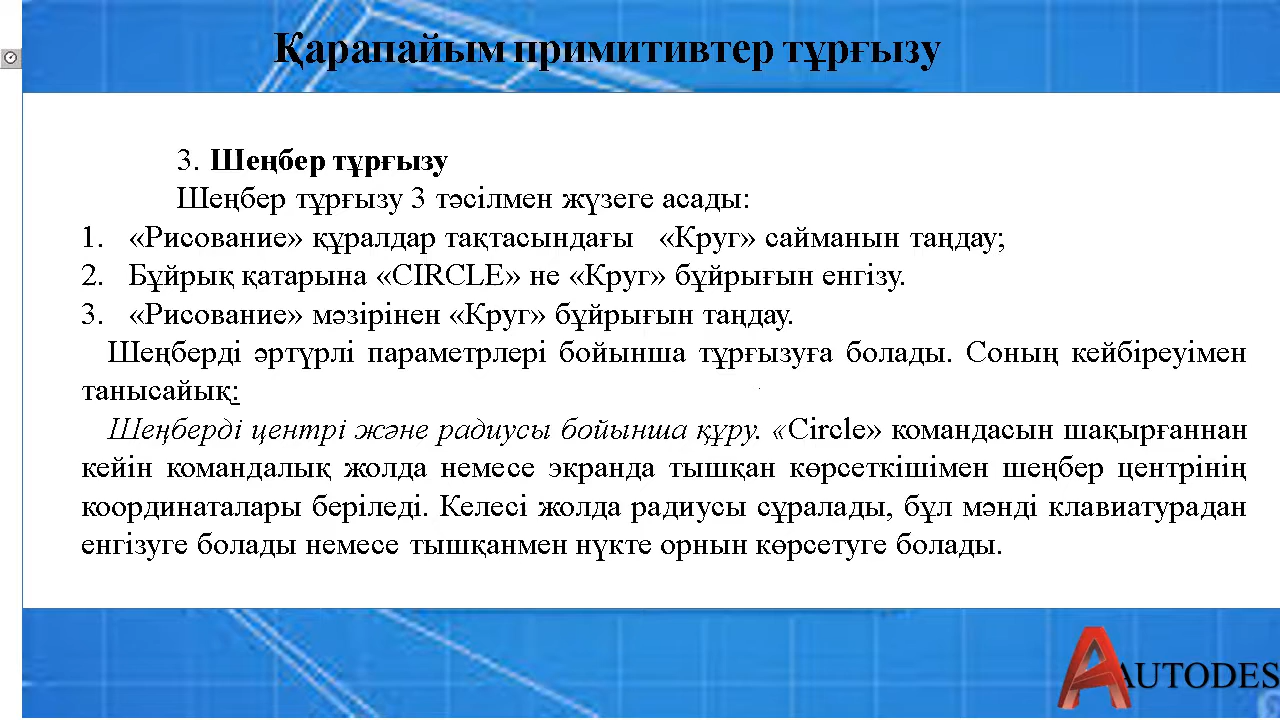 Қарапайым примитивтер тұрғызу
3. Шеңбер тұрғызу
Шеңбер тұрғызу 3 тәсілмен жүзеге асады:
1. «Рисование» құралдар тақтасындағы «Круг» сайманын таңдау;
2. Бұйрық қатарына «CIRCLE» не «Круг» бұйрығын енгізу.
3. «Рисование» мәзірінен «Круг» бұйрығын таңдау.
Шеңберді әртүрлі параметрлері бойынша тұрғызуға болады. Соның кейбіреуімен
танысайық:
Шеңберді центрі және радиусы бойынша құру. «Circle» командасын шақырғаннан
кейін командалық жолда немесе экранда тышқан көрсеткішімен шеңбер центрінің
координаталары беріледі. Келесі жолда радиусы сұралады, бұл мәнді клавиатурадан
енгізуге болады немесе тышқанмен нүкте орнын көрсетуге болады.
AUTODES